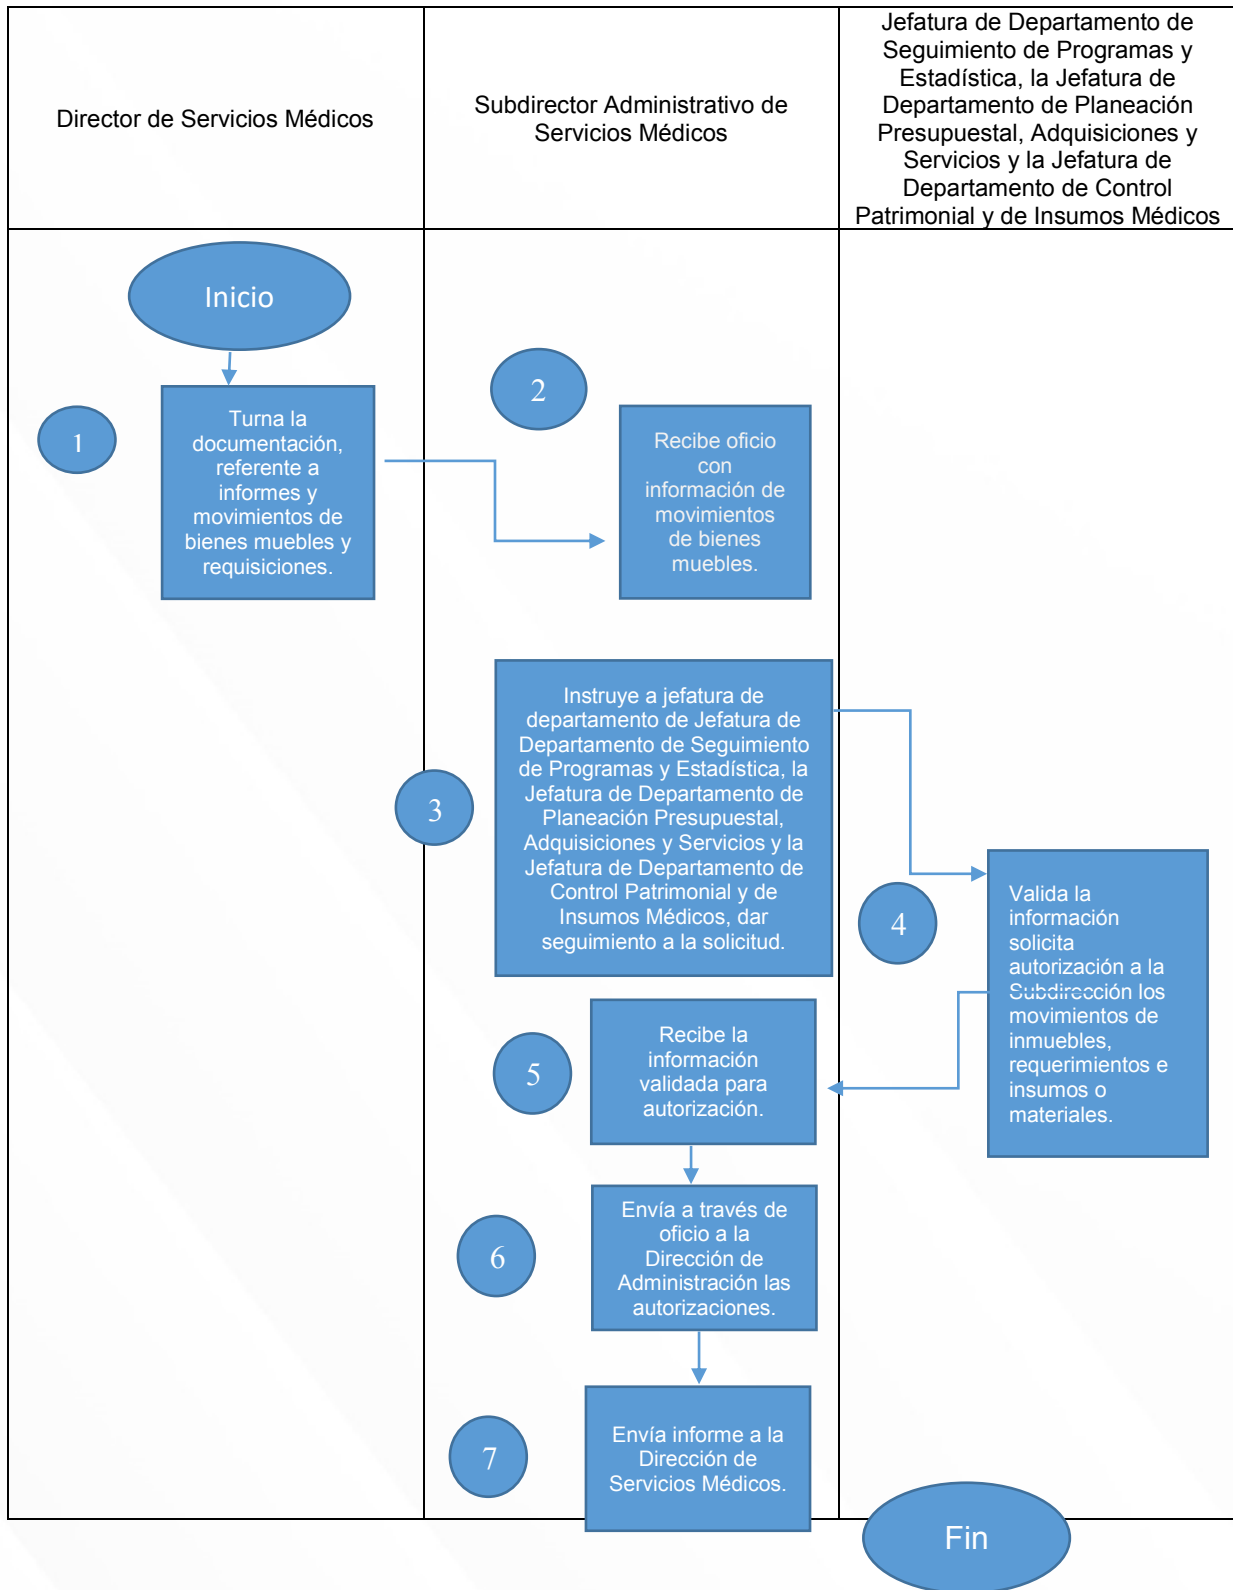 Director de Servicios Médicos
Subdirector Administrativo de
Servicios Médicos
Jefatura de Departamento de
Seguimiento de Programas y
Estadística, la Jefatura de
Departamento de Planeación
Presupuestal, Adquisiciones y
Servicios y la Jefatura de
Departamento de Control
Patrimonial y de Insumos Médicos
Inicio
1
Turna la
documentación,
referente a
informes y
movimientos de
bienes muebles y
requisiciones.
2
Recibe oficio
con
información de
movimientos
de bienes
muebles.
3
Instruye a jefatura de
departamento de Jefatura de
Departamento de Seguimiento
de Programas y Estadística, la
Jefatura de Departamento de
Planeación Presupuestal,
Adquisiciones y Servicios y la
Jefatura de Departamento de
Control Patrimonial y de
Insumos Médicos, dar
seguimiento a la solicitud.
4
Valida la
información
solicita
autorización a la
Subdirección los
movimientos de
inmuebles,
requerimientos e
insumos o
materiales.
5
Recibe la
información
validada para
autorización.
6
Envía a través de
oficio a la
Dirección de
Administración las
autorizaciones.
7
Envía informe a la
Dirección de
Servicios Médicos.
Fin